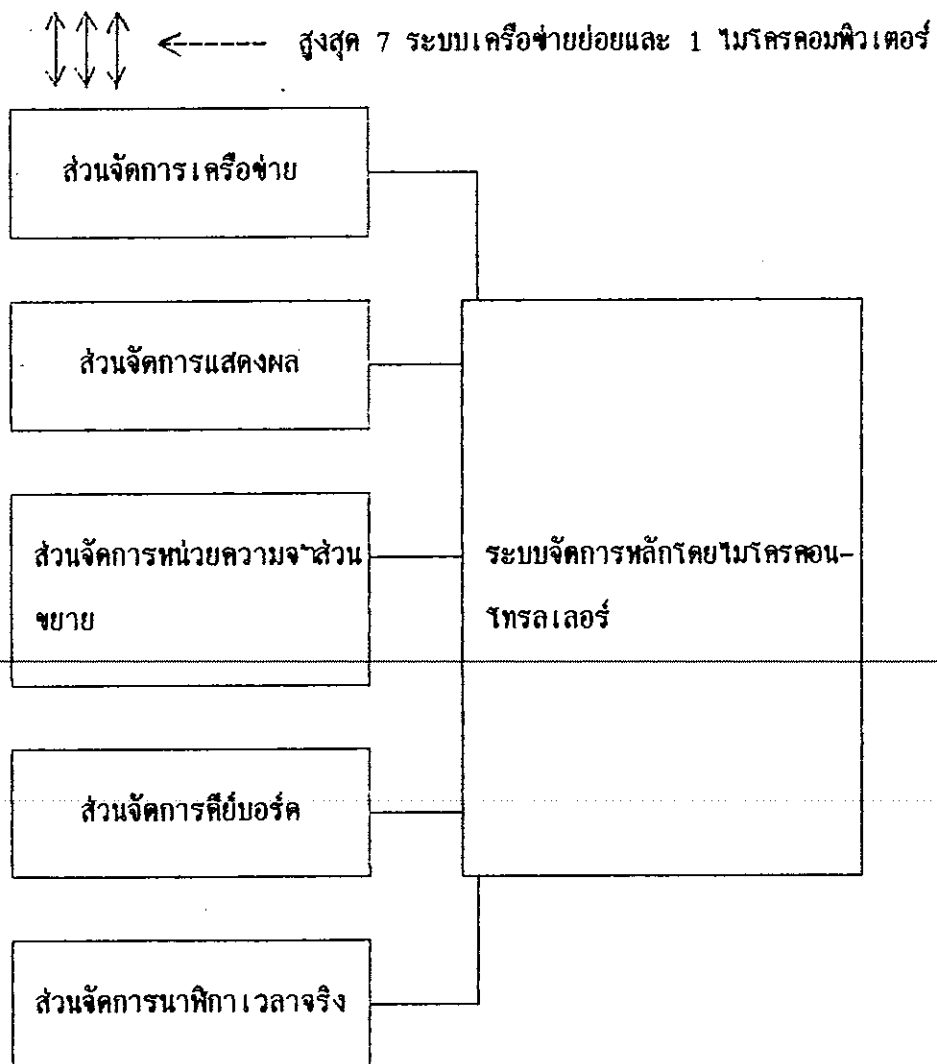 สูงสุด 7 ระบบเครือข่ายย่อยและ 1 ไมโครคอมพิวเตอร์
ส่วนจัดการเครือข่าย
ส่วนจัดการแสดงผล
ส่วนจัดการหน่วยความจำส่วน
ขยาย
ระบบจัดการหลักโดยไมโครคอน-
โทรลเลอร์
ส่วนจัดการคีย์บอร์ด
ส่วนจัดการนาฬิกาเวลาจริง